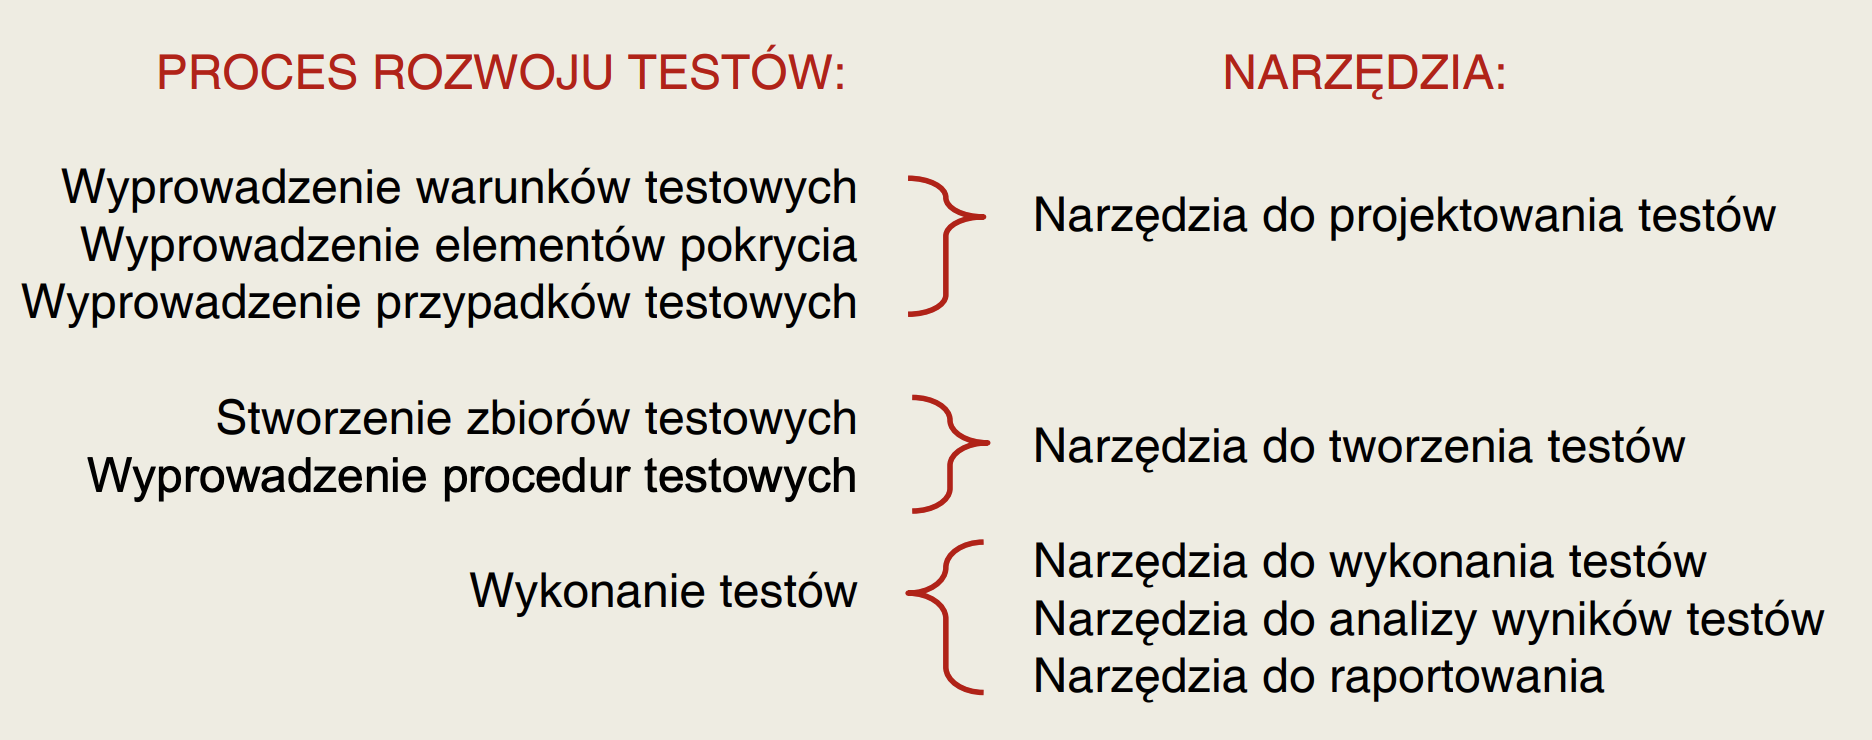 PROCES ROZWOJU TESTÓW:
NARZĘDZIA:
Wyprowadzenie warunków testowych
Wyprowadzenie elementów pokrycia
Wyprowadzenie przypadków testowych
Narzędzia do projektowania testów
Stworzenie zbiorów testowych
Wyprowadzenie procedur testowych
Narzędzia do tworzenia testów
Wykonanie testów
Narzędzia do wykonania testów
Narzędzia do analizy wyników testów
Narzędzia do raportowania